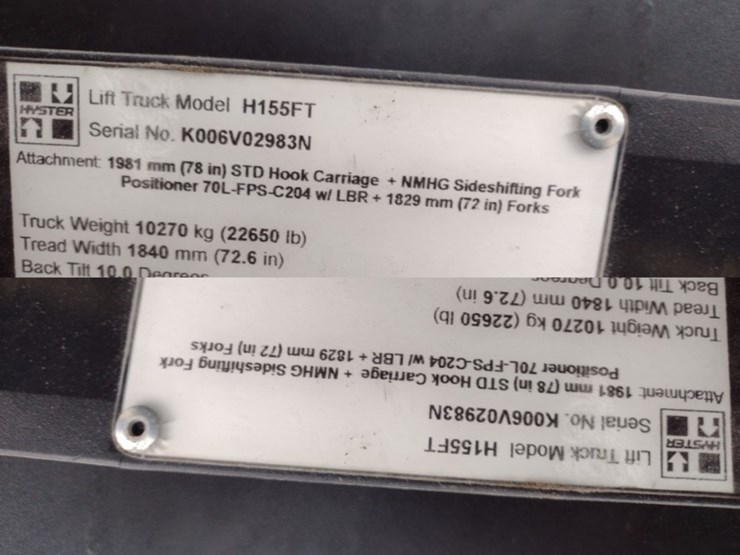 HYSTER
Lift Truck Model H155FT
Serial No. K006V02983N
Attachment: 1981 mm (78 in) STD Hook Carriage + NMHG Sideshifting Fork
Positioner 70L-FPS-C204 w/ LBR + 1829 mm (72 in) Forks
Truck Weight 10270 kg (22650 lb)
Tread Width 1840 mm (72.6 in)
Back Tilt 10.0 Degrees
HYSTER
Lift Truck Model H155FT
Serial No. K006V02983N
Attachment: 1981 mm (78 in) STD Hook Carriage + NMHG Sideshifting Fork
Positioner 70L-FPS-C204 w/ LBR + 1829 mm (72 in) Forks
Truck Weight 10270 kg (22650 lb)
Tread Width 1840 mm (72.6 in)
Back Tilt 10.0 Degrees